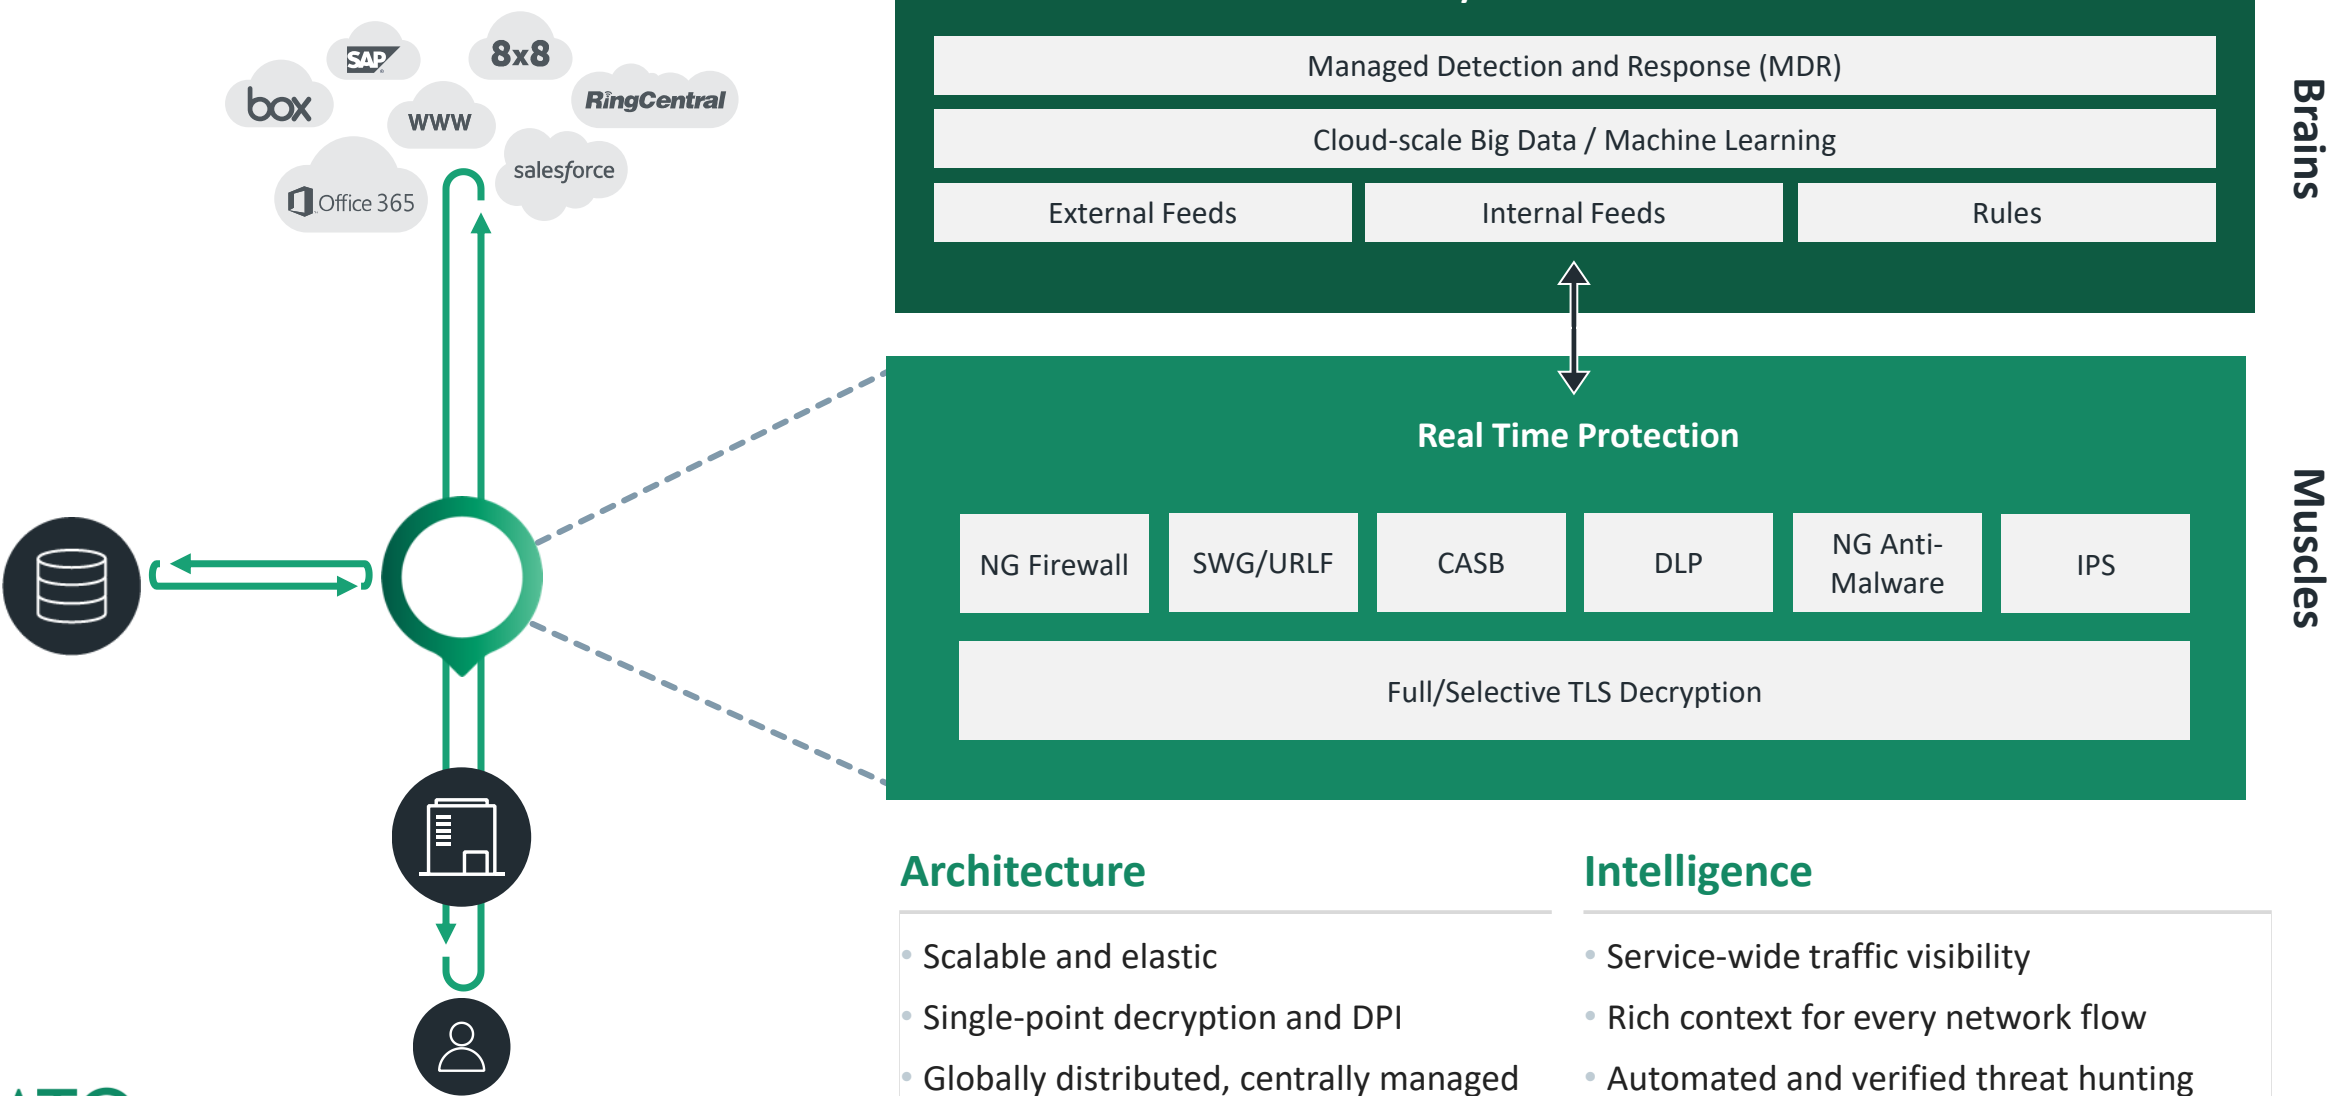 SAP
8x8
box
www
RingCentral
Office 365
salesforce
Managed Detection and Response (MDR)
Cloud-scale Big Data / Machine Learning
External Feeds
Internal Feeds
Rules
Brains
Real Time Protection
NG Firewall
SWG/URLF
CASB
DLP
NG Anti-
Malware
IPS
Full/Selective TLS Decryption
Muscles
Architecture
• Scalable and elastic
• Single-point decryption and DPI
• Globally distributed, centrally managed
Intelligence
• Service-wide traffic visibility
• Rich context for every network flow
• Automated and verified threat hunting